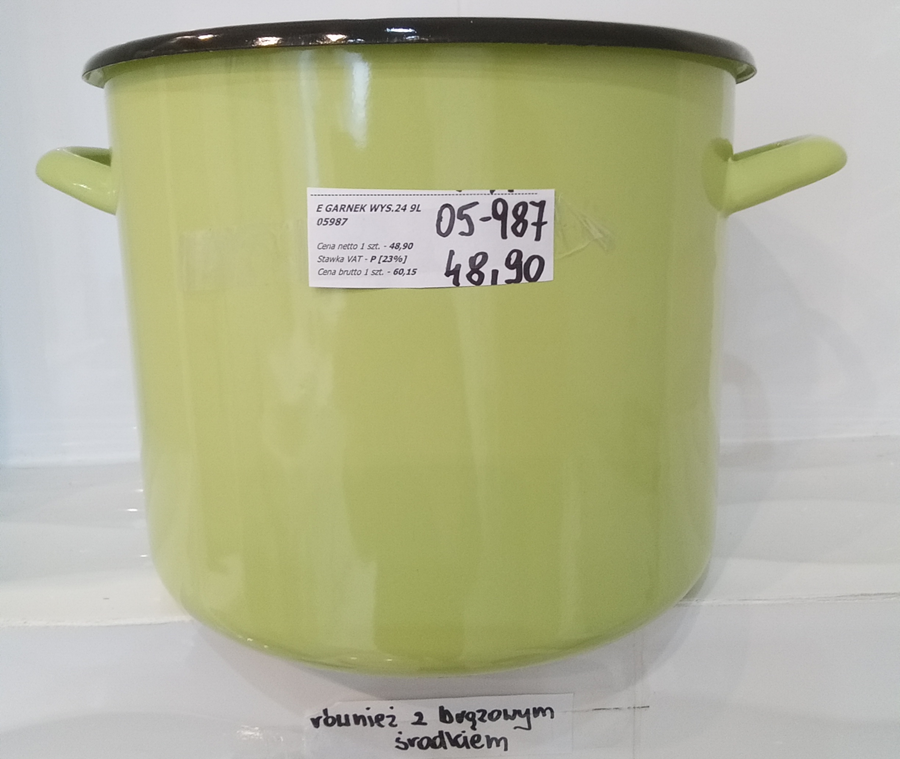 E GARNEK WYS.24 9L
05987
Cena netto 1 szt. - 48,90
Stawka VAT - P [23%]
Cena brutto 1 szt. - 60,15
05-987
48,90
również z brązowym
środkiem